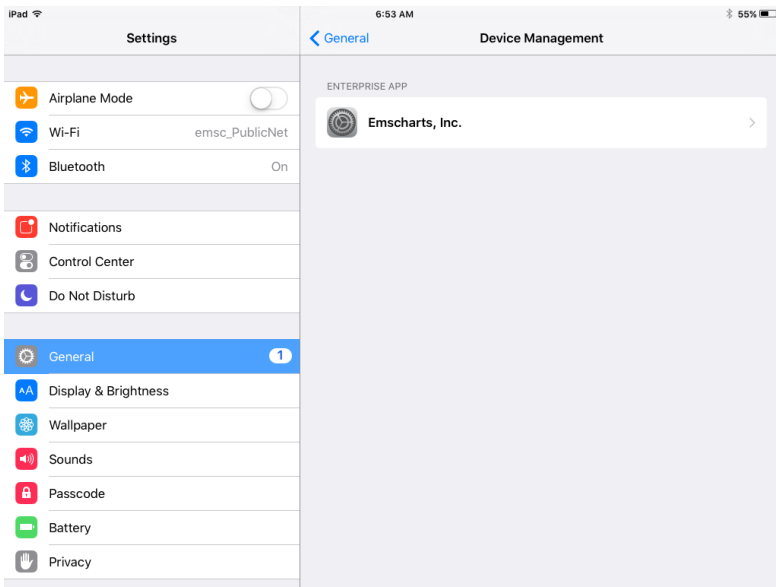 iPad 6:53 AM 55%
Settings
General Device Management
Airplane Mode
Wi-Fi emsc_PublicNet
Bluetooth On
Notifications
Control Center
Do Not Disturb
General 1
AA Display & Brightness
Wallpaper
Sounds
Passcode
Battery
Privacy
ENTERPRISE APP
Emscharts, Inc.